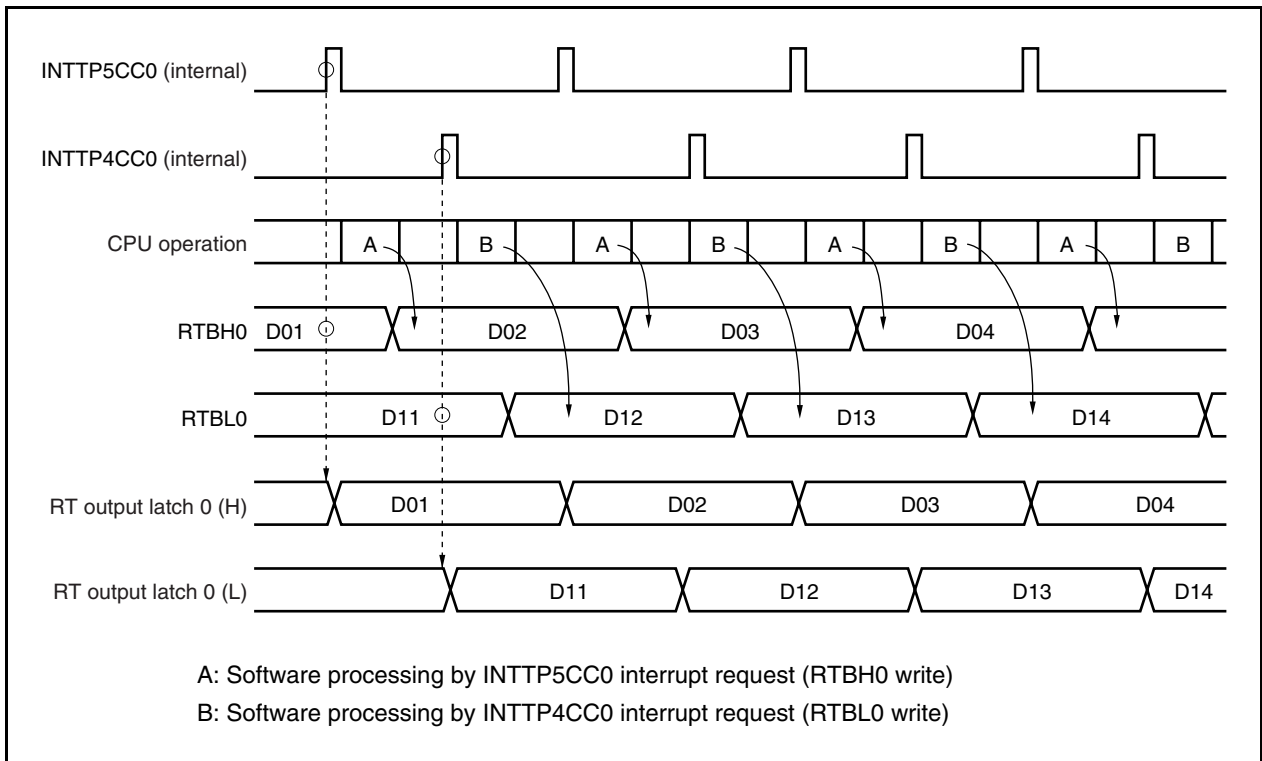 INTTP5CC0 (internal)
INTTP4CC0 (internal)
CPU operation A B A B A B A B
RTBH0 D01 D02 D03 D04
RTBL0 D11 D12 D13 D14
RT output latch 0 (H) D01 D02 D03 D04
RT output latch 0 (L) D11 D12 D13 D14
A: Software processing by INTTP5CC0 interrupt request (RTBH0 write)
B: Software processing by INTTP4CC0 interrupt request (RTBL0 write)